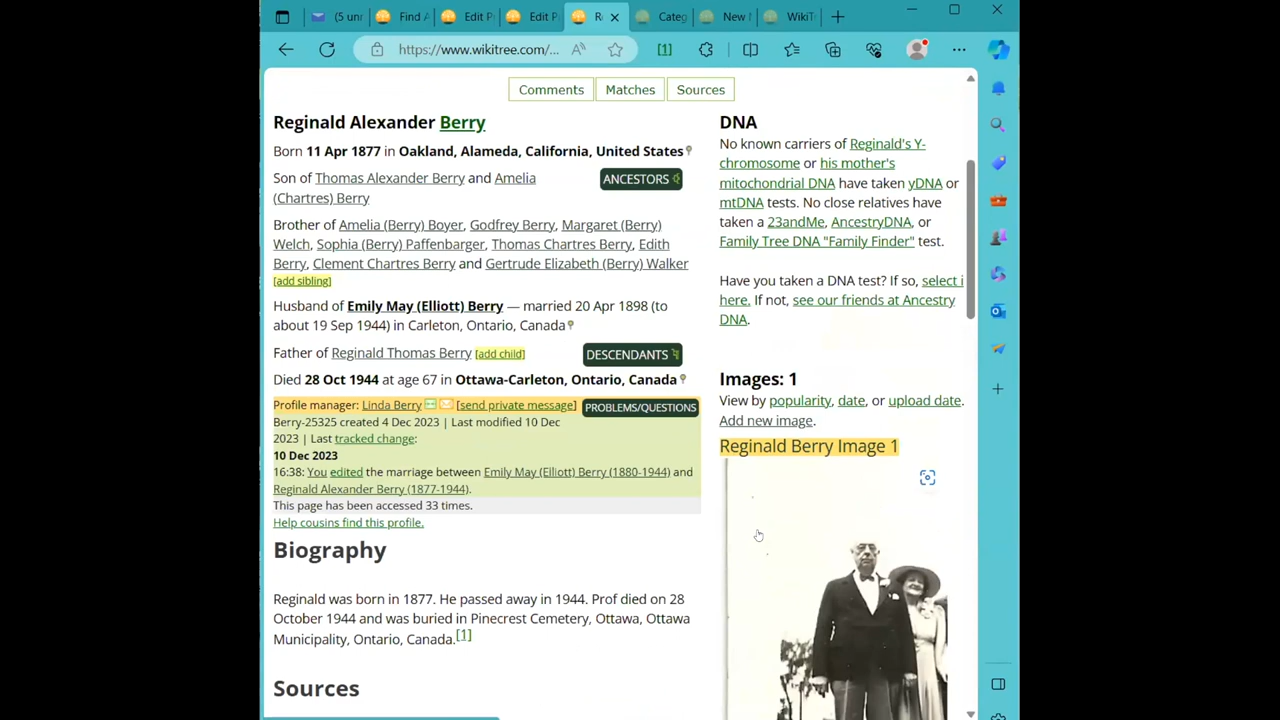 (5 unr
Find A
Edit P
Edit P
Re
Categ
New
WikiT
https://www.wikitree.com/...
[1]
Comments
Matches
Sources
Reginald Alexander Berry
Born 11 Apr 1877 in Oakland, Alameda, California, United States
Son of Thomas Alexander Berry and Amelia
(Chartres) Berry
ANCESTORS
Brother of Amelia (Berry) Boyer, Godfrey Berry, Margaret (Berry)
Welch, Sophia (Berry) Paffenbarger, Thomas Chartres Berry, Edith
Berry, Clement Chartres Berry and Gertrude Elizabeth (Berry) Walker
[add sibling]
Husband of Emily May (Elliott) Berry — married 20 Apr 1898 (to
about 19 Sep 1944) in Carleton, Ontario, Canada
Father of Reginald Thomas Berry [add child]
DESCENDANTS
Died 28 Oct 1944 at age 67 in Ottawa-Carleton, Ontario, Canada
Profile manager: Linda Berry [send private message]
PROBLEMS/QUESTIONS
Berry-25325 created 4 Dec 2023 | Last modified 10 Dec
2023 | Last tracked change:
10 Dec 2023
16:38: You edited the marriage between Emily May (Elliott) Berry (1880-1944) and
Reginald Alexander Berry (1877-1944).
This page has been accessed 33 times.
Help cousins find this profile.
Biography
Reginald was born in 1877. He passed away in 1944. Prof died on 28
October 1944 and was buried in Pinecrest Cemetery, Ottawa, Ottawa
Municipality, Ontario, Canada.[1]
Sources
DNA
No known carriers of Reginald's Y-
chromosome or his mother's
mitochondrial DNA have taken yDNA or
mtDNA tests. No close relatives have
taken a 23andMe, AncestryDNA, or
Family Tree DNA "Family Finder" test.
Have you taken a DNA test? If so, select i
here. If not, see our friends at Ancestry
DNA.
Images: 1
View by popularity, date, or upload date.
Add new image.
Reginald Berry Image 1